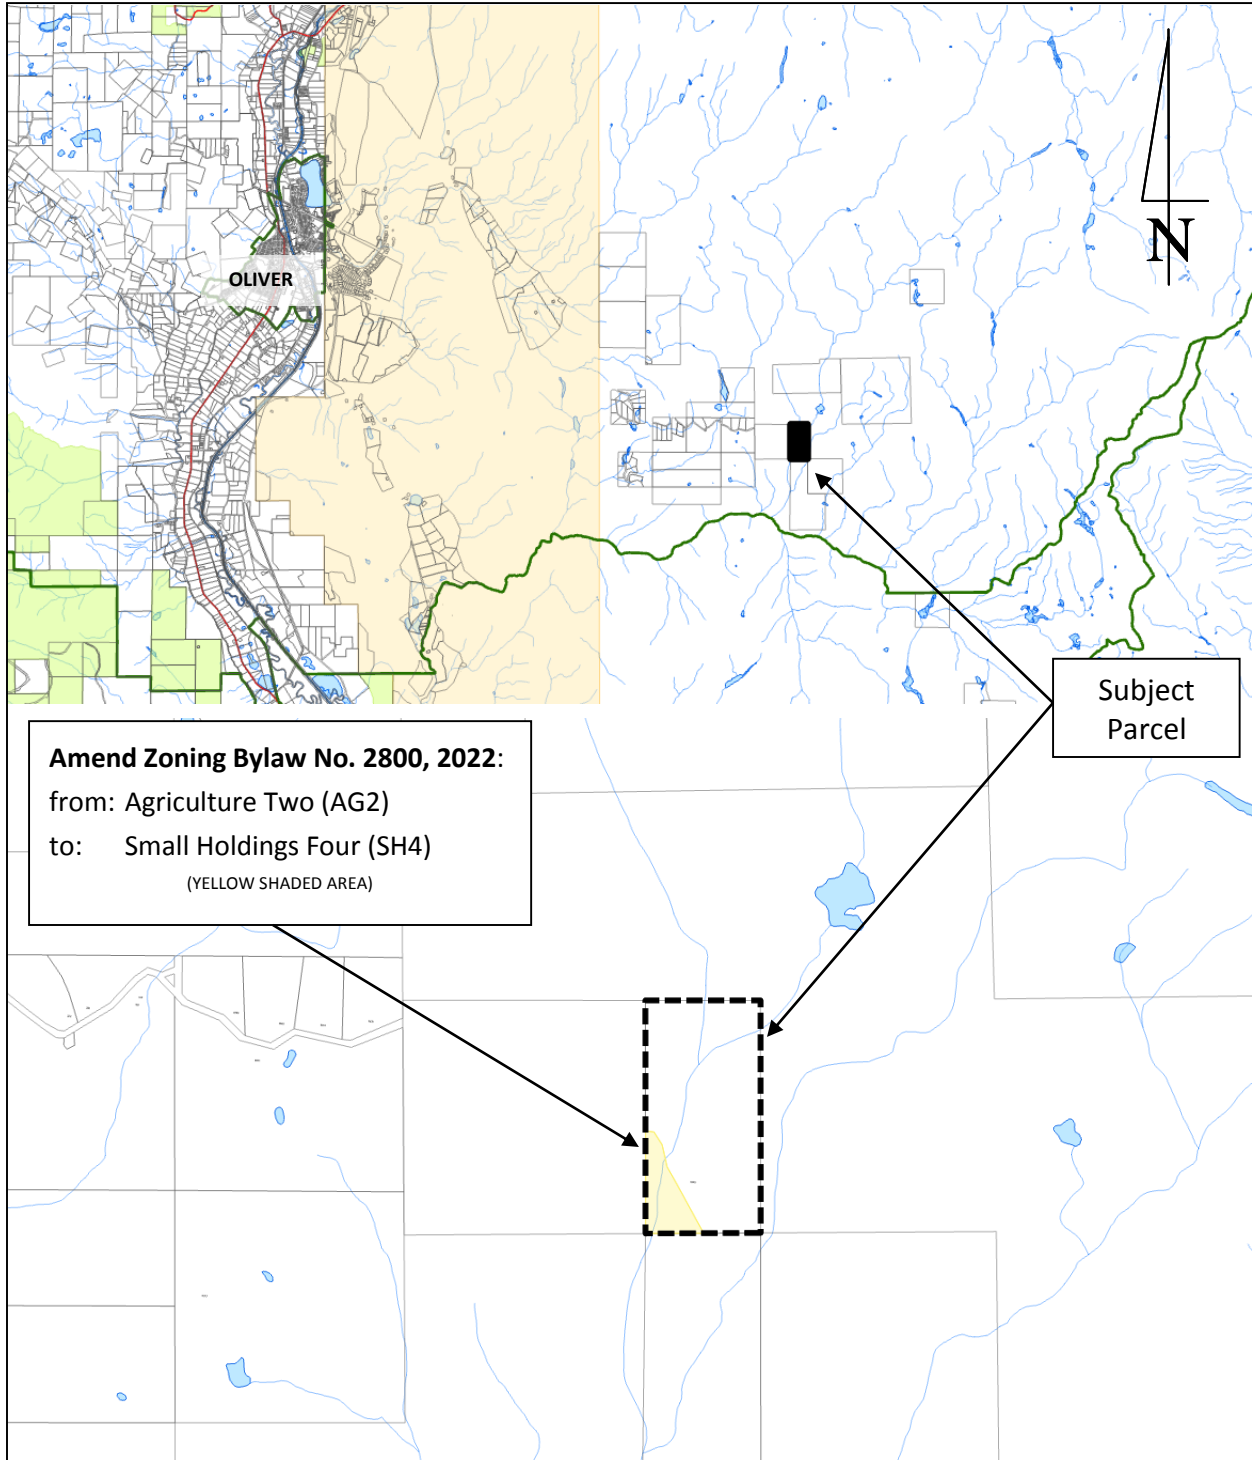 OLIVER
N
Subject
Parcel
Amend Zoning Bylaw No. 2800, 2022:
from: Agriculture Two (AG2)
to: Small Holdings Four (SH4)
(YELLOW SHADED AREA)